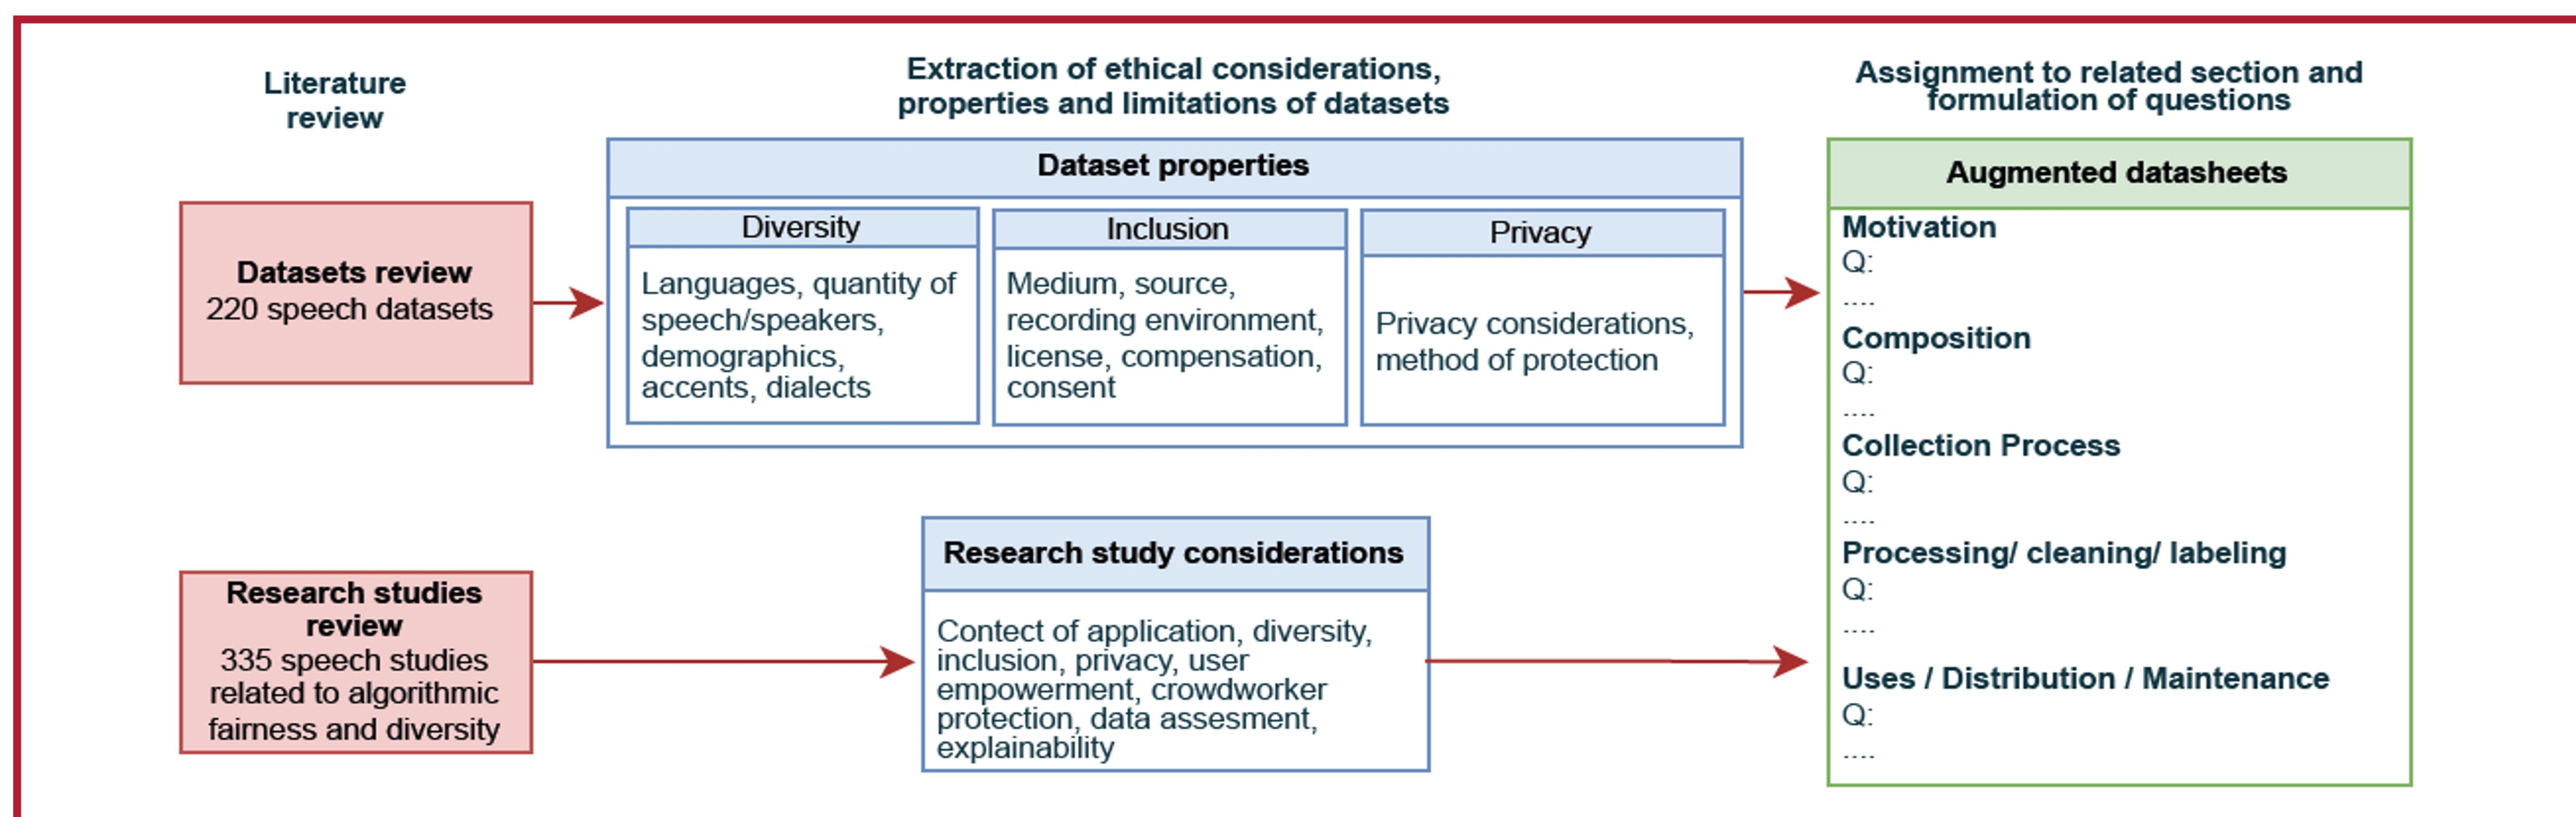 Literature
review
Extraction of ethical considerations,
properties and limitations of datasets
Assignment to related section and
formulation of questions
Datasets review
220 speech datasets
Dataset properties
Diversity
Languages, quantity of
speech/speakers,
demographics,
accents, dialects
Inclusion
Medium, source,
recording environment,
license, compensation,
consent
Privacy
Privacy considerations,
method of protection
Research studies
review
335 speech studies
related to algorithmic
fairness and diversity
Research study considerations
Contect of application, diversity,
inclusion, privacy, user
empowerment, crowdworker
protection, data assesment,
explainability
Augmented datasheets
Motivation
Q:
....
Composition
Q:
....
Collection Process
Q:
....
Processing/ cleaning/ labeling
Q:
....
Uses / Distribution / Maintenance
Q:
....